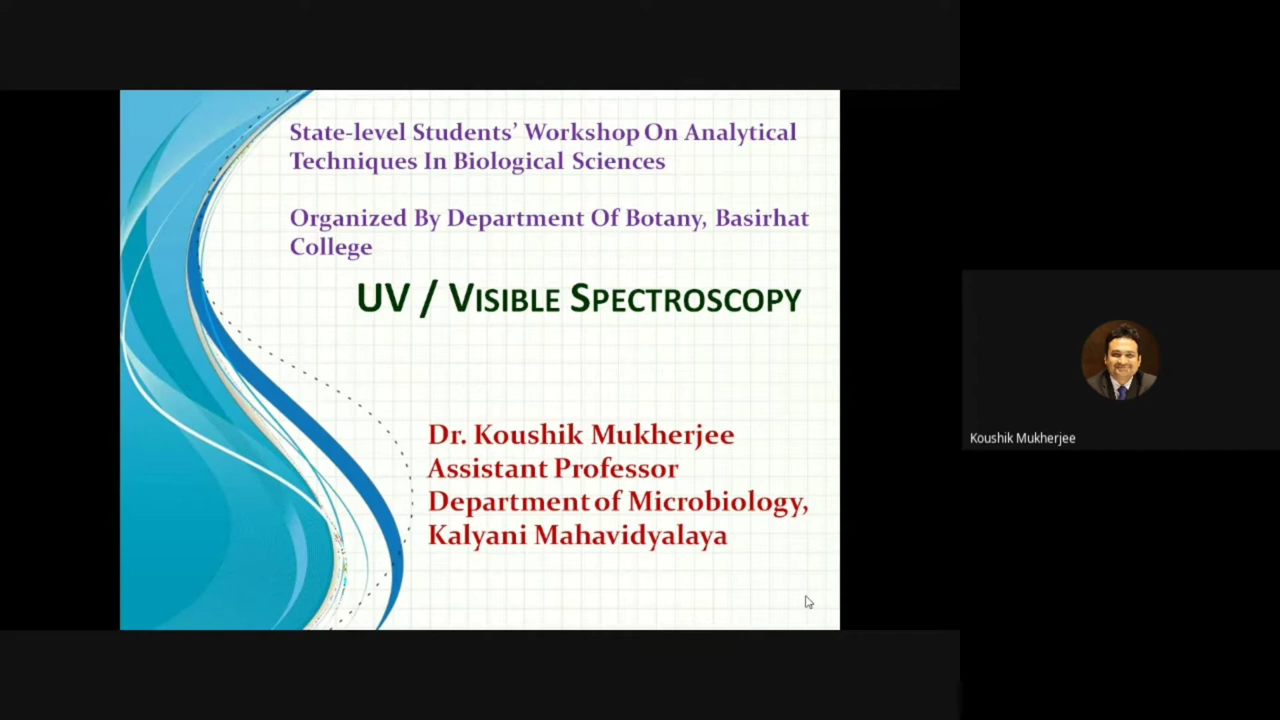 State-level Students’ Workshop On Analytical
Techniques In Biological Sciences
Organized By Department Of Botany, Basirhat
College
UV / VISIBLE SPECTROSCOPY
Dr. Koushik Mukherjee
Assistant Professor
Department of Microbiology,
Kalyani Mahavidyalaya
Koushik Mukherjee